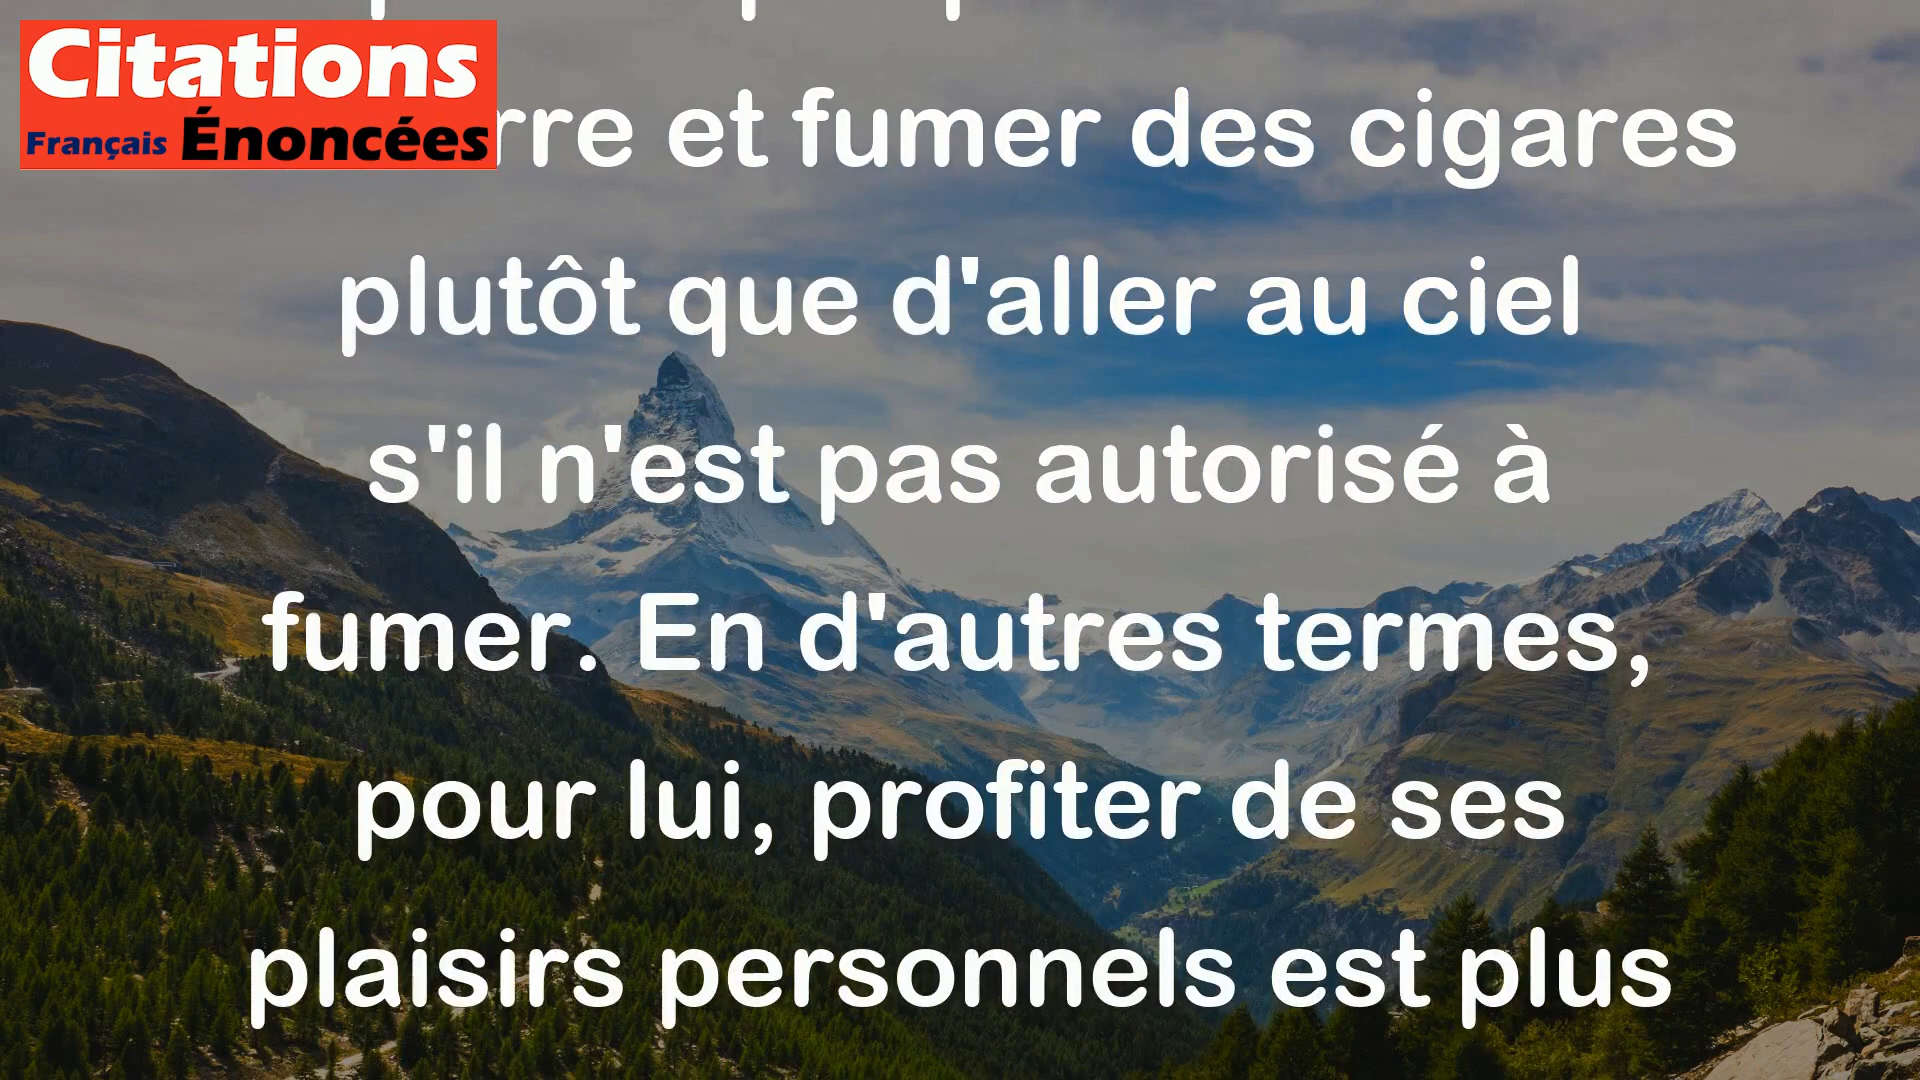 Citations
Français Énoncées
et fumer des cigares
plutôt que d'aller au ciel
s'il n'est pas autorisé à
fumer. En d'autres termes,
pour lui, profiter de ses
plaisirs personnels est plus